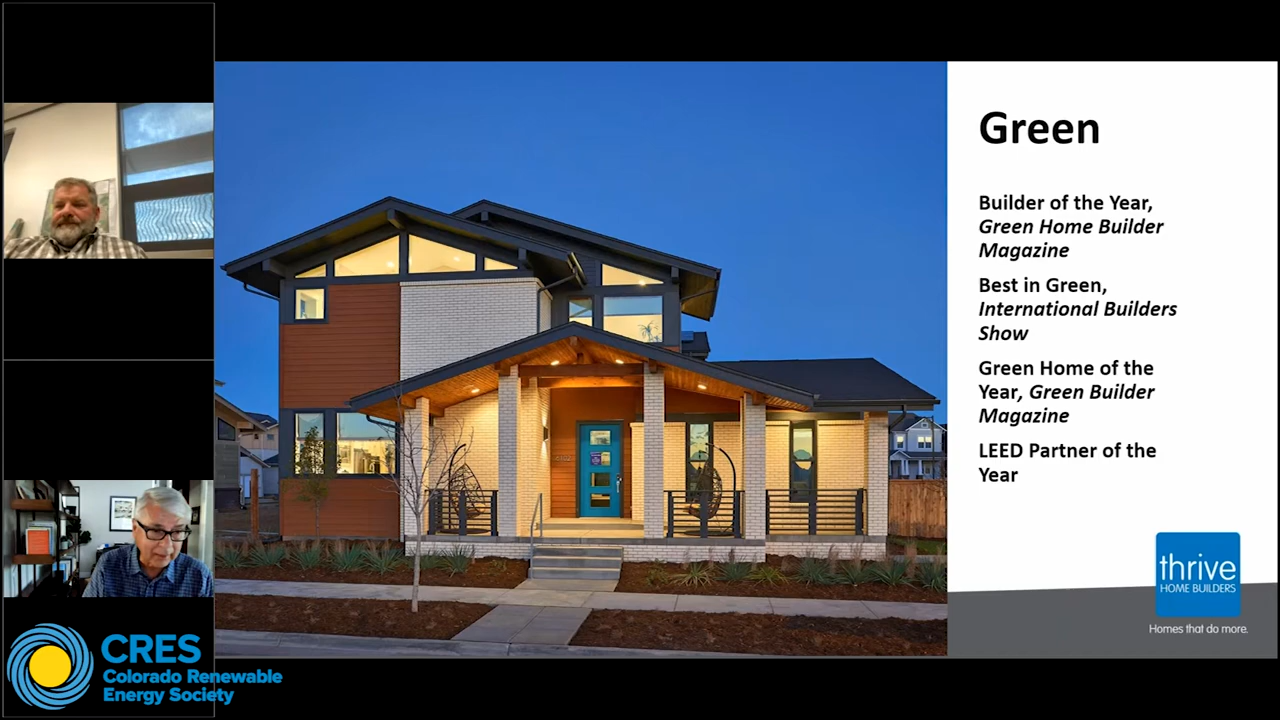 Green
Builder of the Year,
Green Home Builder
Magazine
Best in Green,
International Builders
Show
Green Home of the
Year, Green Builder
Magazine
LEED Partner of the
Year
thrive
HOME BUILDERS
Homes that do more.
CRES
Colorado Renewable
Energy Society